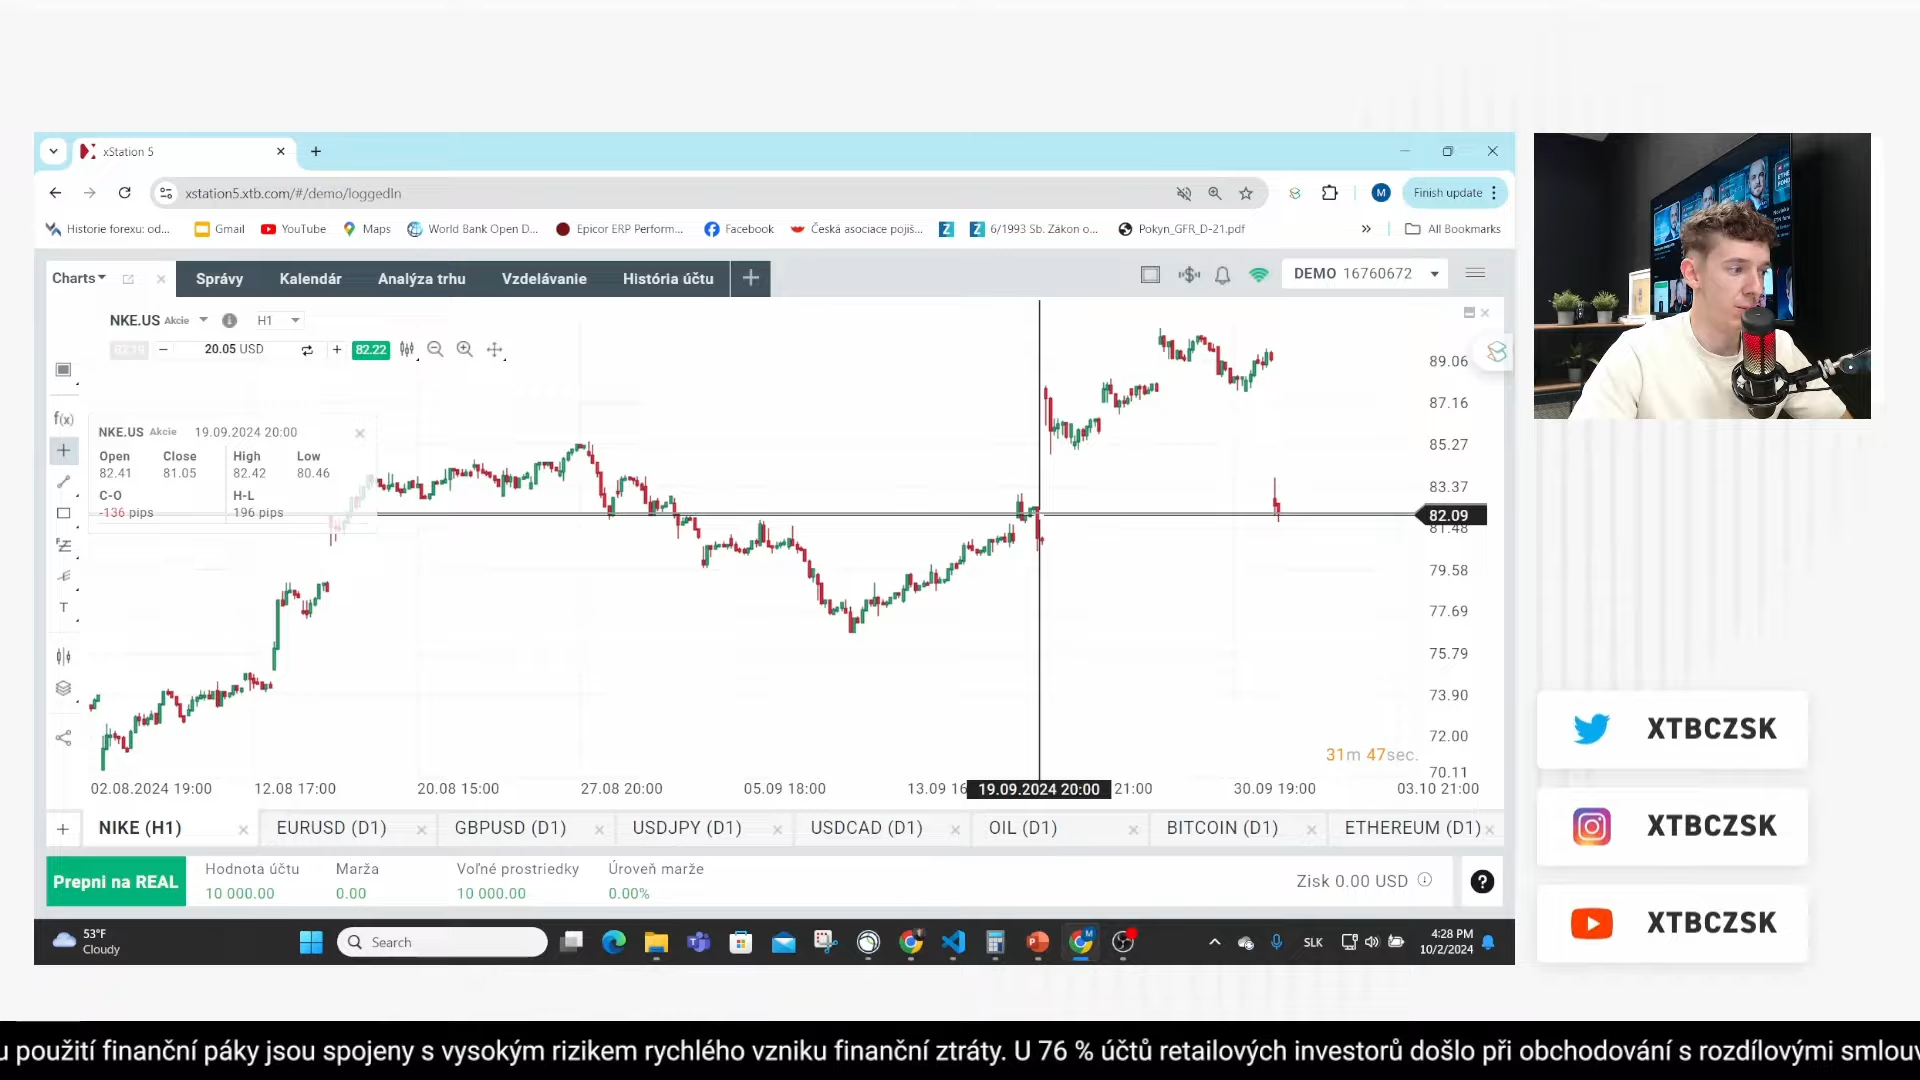 xStation 5
xstation5.xtb.com/#/demo/loggedIn
M
Finish update
Historie forexu: od...
Gmail
YouTube
Maps
World Bank Open D...
Epicor ERP Perform...
Facebook
Česká asociace pojiš...
6/1993 Sb. Zákon o...
Pokyn_GFR_D-21.pdf
All Bookmarks
Charts
Správy
Kalendár
Analýza trhu
Vzdelávanie
História účtu
DEMO 16760672
NKE.US Akcie
H1
20.05 USD
82.22
f(x)
NKE.US Akcie 19.09.2024 20:00
Open Close High Low
82.41 81.05 82.42 80.46
C-O H-L
-136 pips 196 pips
T
89.06
87.16
85.27
83.37
82.09
81.48
79.58
77.69
75.79
73.90
72.00
70.11
31m 47sec.
02.08.2024 19:00
12.08 17:00
20.08 15:00
27.08 20:00
05.09 18:00
13.09 16
19.09.2024 20:00
21:00
30.09 19:00
03.10 21:00
NIKE (H1)
EURUSD (D1)
GBPUSD (D1)
USDJPY (D1)
USDCAD (D1)
OIL (D1)
BITCOIN (D1)
ETHEREUM (D1)
Prepni na REAL
Hodnota účtu Marža Voľné prostriedky Úroveň marže
10 000.00 0.00 10 000.00 0.00%
Zisk 0.00 USD
53°F
Cloudy
Search
SLK
4:28 PM
10/2/2024
XTBCZSK
XTBCZSK
XTBCZSK
u použití finanční páky jsou spojeny s vysokým rizikem rychlého vzniku finanční ztráty. U 76 % účtů retailových investorů došlo při obchodování s rozdílovými smlouv